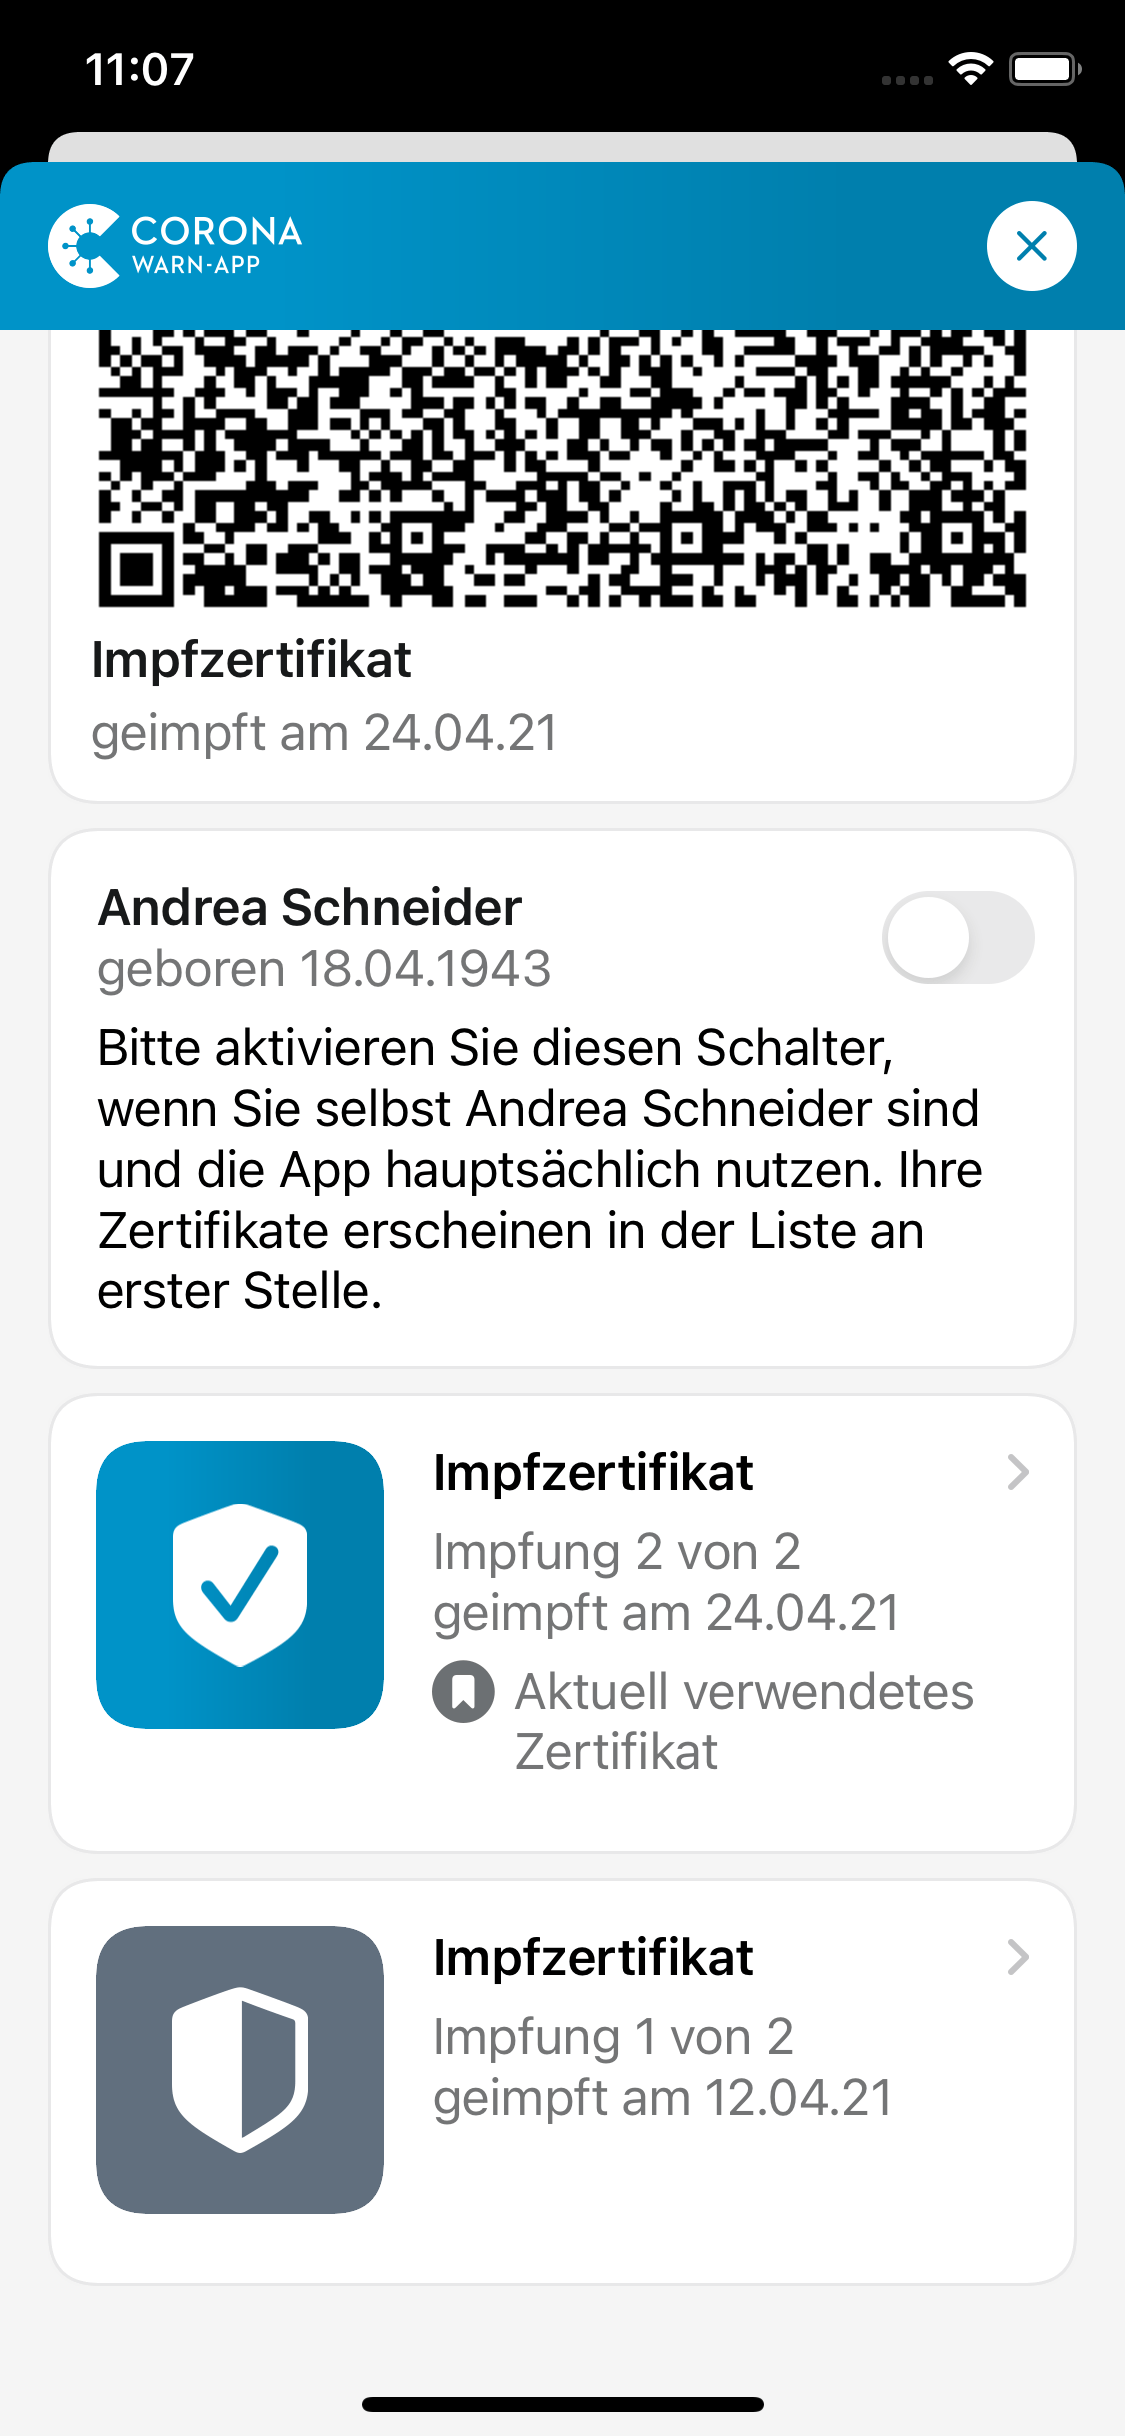 11:07
CORONA
WARN-APP
Impfzertifikat
geimpft am 24.04.21
Andrea Schneider
geboren 18.04.1943
Bitte aktivieren Sie diesen Schalter,
wenn Sie selbst Andrea Schneider sind
und die App hauptsächlich nutzen. Ihre
Zertifikate erscheinen in der Liste an
erster Stelle.
Impfzertifikat
Impfung 2 von 2
geimpft am 24.04.21
Aktuell verwendetes
Zertifikat
Impfzertifikat
Impfung 1 von 2
geimpft am 12.04.21